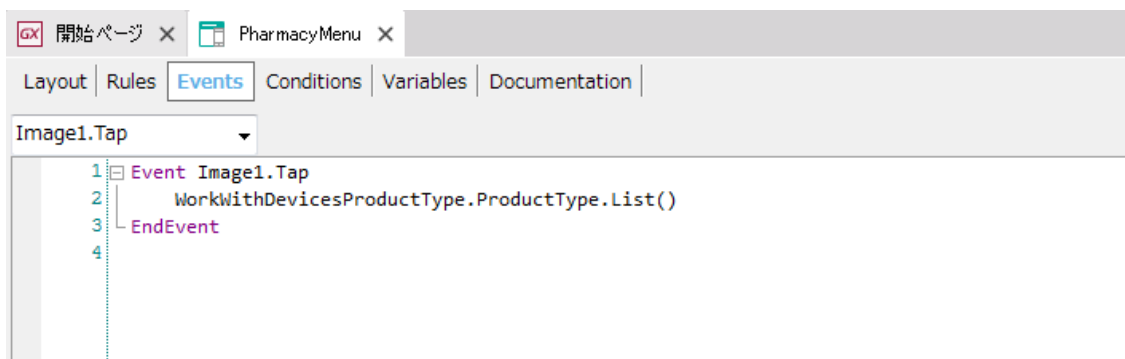 GX 開始ページ × PharmacyMenu ×
Layout Rules Events Conditions Variables Documentation
Image1.Tap
1 Event Image1.Tap
2 WorkWithDevicesProductType.ProductType.List()
3 EndEvent
4